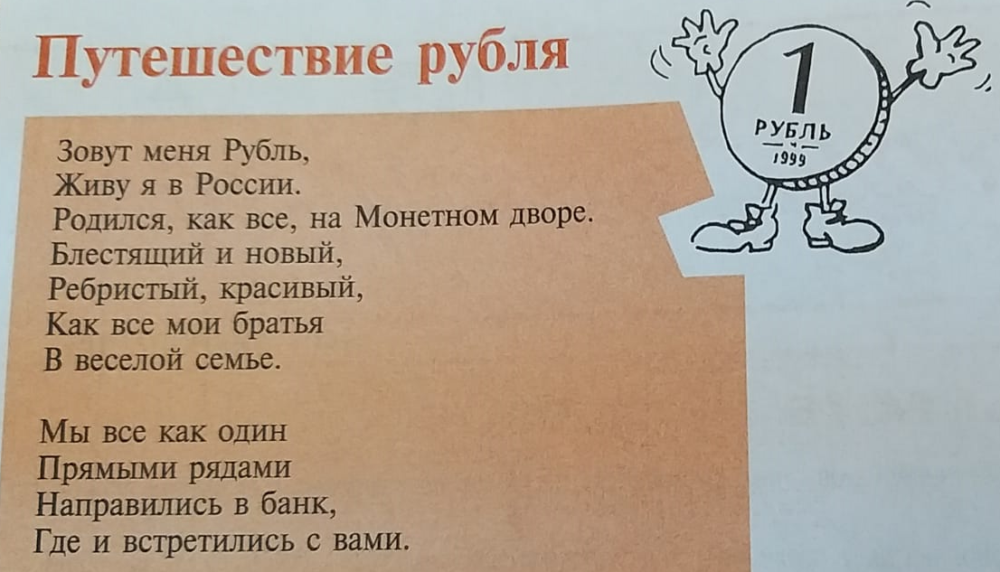 Путешествие рубля
1
РУБЛЬ
1999
Зовут меня Рубль,
Живу я в России.
Родился, как все, на Монетном дворе.
Блестящий и новый,
Ребристый, красивый,
Как все мои братья
В веселой семье.
Мы все как один
Прямыми рядами
Направились в банк,
Где и встретились с вами.